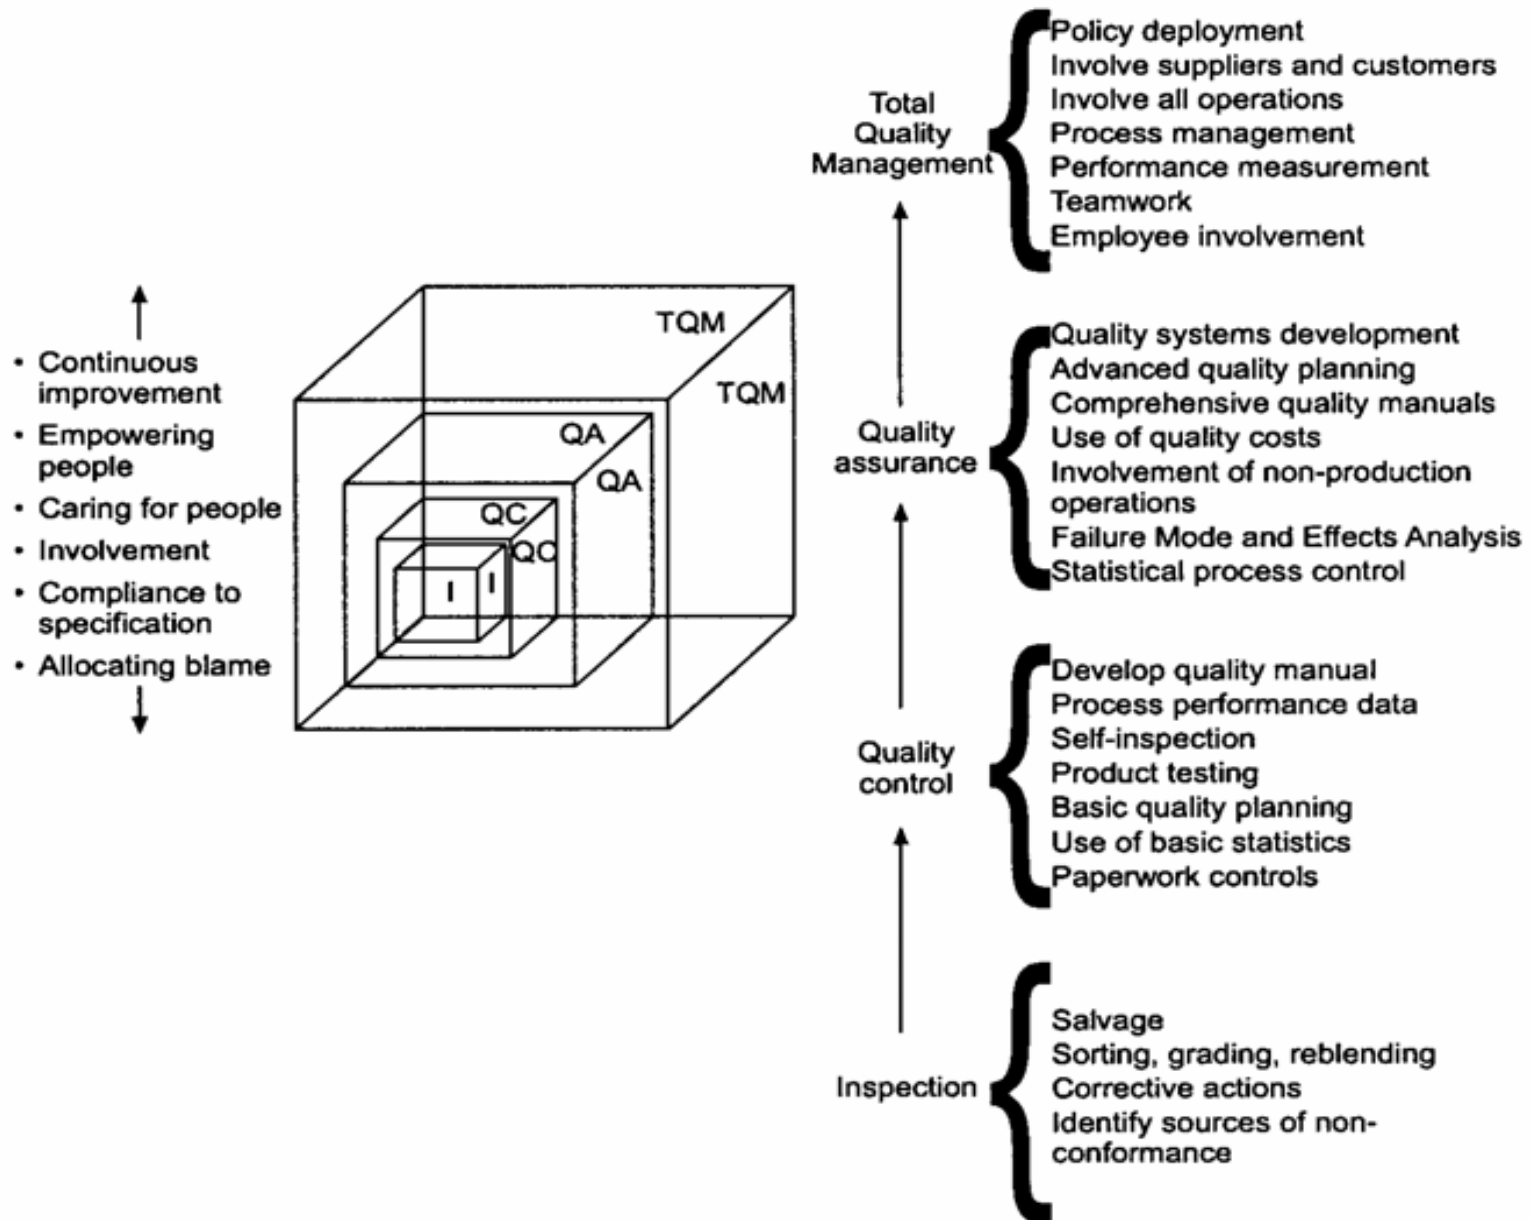 • Continuous
improvement
• Empowering
people
• Caring for people
• Involvement
• Compliance to
specification
• Allocating blame
TQM
TQM
QA
QA
QC
QC
I
I
Total
Quality
Management
Policy deployment
Involve suppliers and customers
Involve all operations
Process management
Performance measurement
Teamwork
Employee involvement
Quality
assurance
Quality systems development
Advanced quality planning
Comprehensive quality manuals
Use of quality costs
Involvement of non-production
operations
Failure Mode and Effects Analysis
Statistical process control
Quality
control
Develop quality manual
Process performance data
Self-inspection
Product testing
Basic quality planning
Use of basic statistics
Paperwork controls
Inspection
Salvage
Sorting, grading, reblending
Corrective actions
Identify sources of non-
conformance